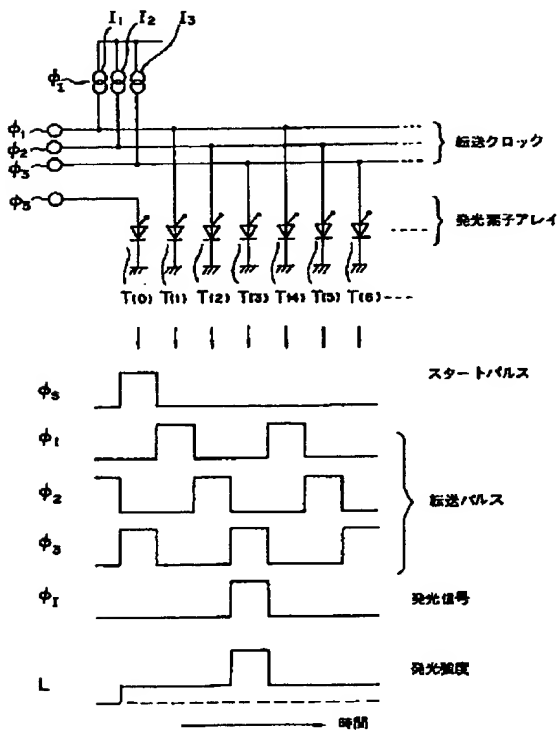 I1 I2 I3
φI
φ1
φ2
φ3
転送クロック
φS
発光素子アレイ
T(0) T(1) T(2) T(3) T(4) T(5) T(6)
φS スタートパルス
φ1
φ2
転送パルス
φ3
φI 発光信号
L 発光強度
時間